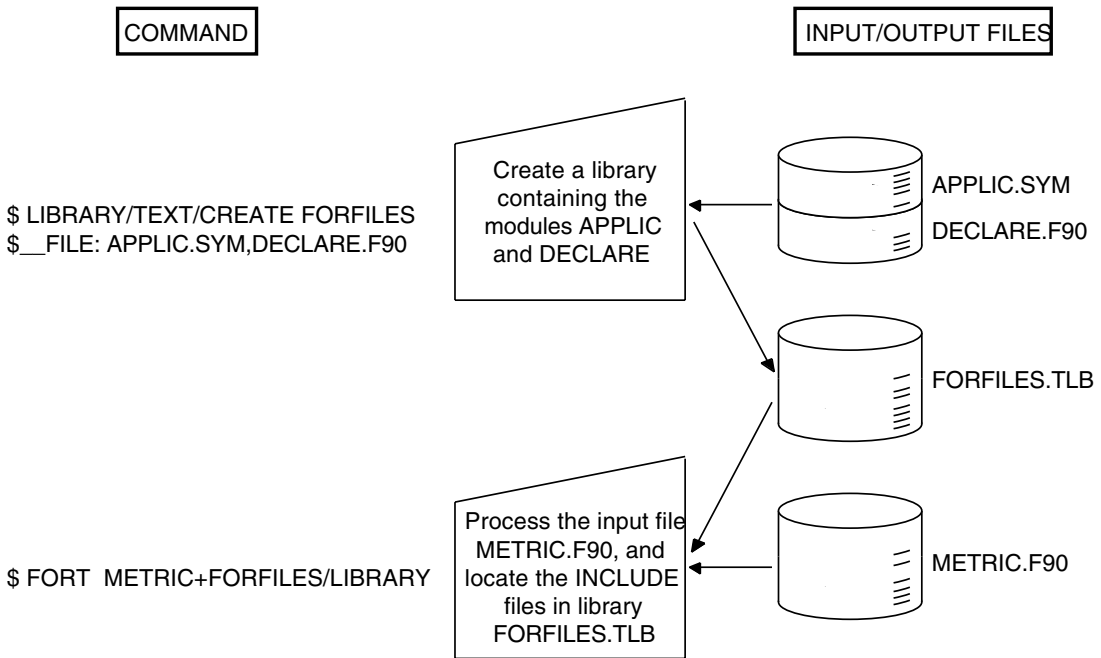 COMMAND
INPUT/OUTPUT FILES
$ LIBRARY/TEXT/CREATE FORFILES
$__FILE: APPLIC.SYM,DECLARE.F90
Create a library
containing the
modules APPLIC
and DECLARE
APPLIC.SYM
DECLARE.F90
FORFILES.TLB
$ FORT METRIC+FORFILES/LIBRARY
Process the input file
METRIC.F90, and
locate the INCLUDE
files in library
FORFILES.TLB
METRIC.F90